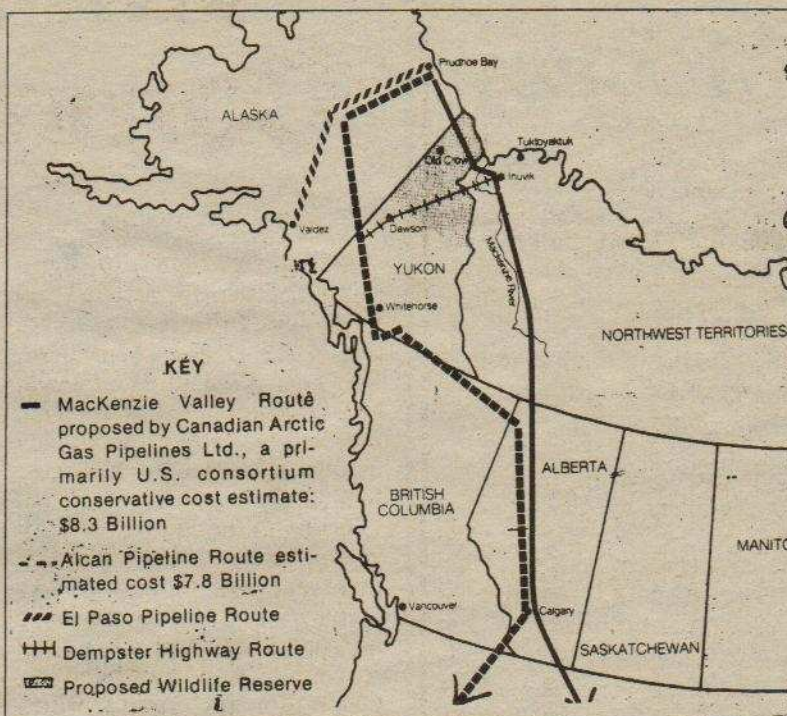 Prudhoe Bay
ALASKA
Tuktoyaktuk
Old Crow
Inuvik
Valdez
Dawson
MacKenzie River
YUKON
Whitehorse
NORTHWEST TERRITORIES
KEY
MacKenzie Valley Route
proposed by Canadian Arctic
Gas Pipelines Ltd., a pri-
marily U.S. consortium
conservative cost estimate:
$8.3 Billion
Alcan Pipeline Route esti-
mated cost $7.8 Billion
El Paso Pipeline Route
Dempster Highway Route
Proposed Wildlife Reserve
ALBERTA
BRITISH
COLUMBIA
MANITO
Vancouver
Calgary
SASKATCHEWAN